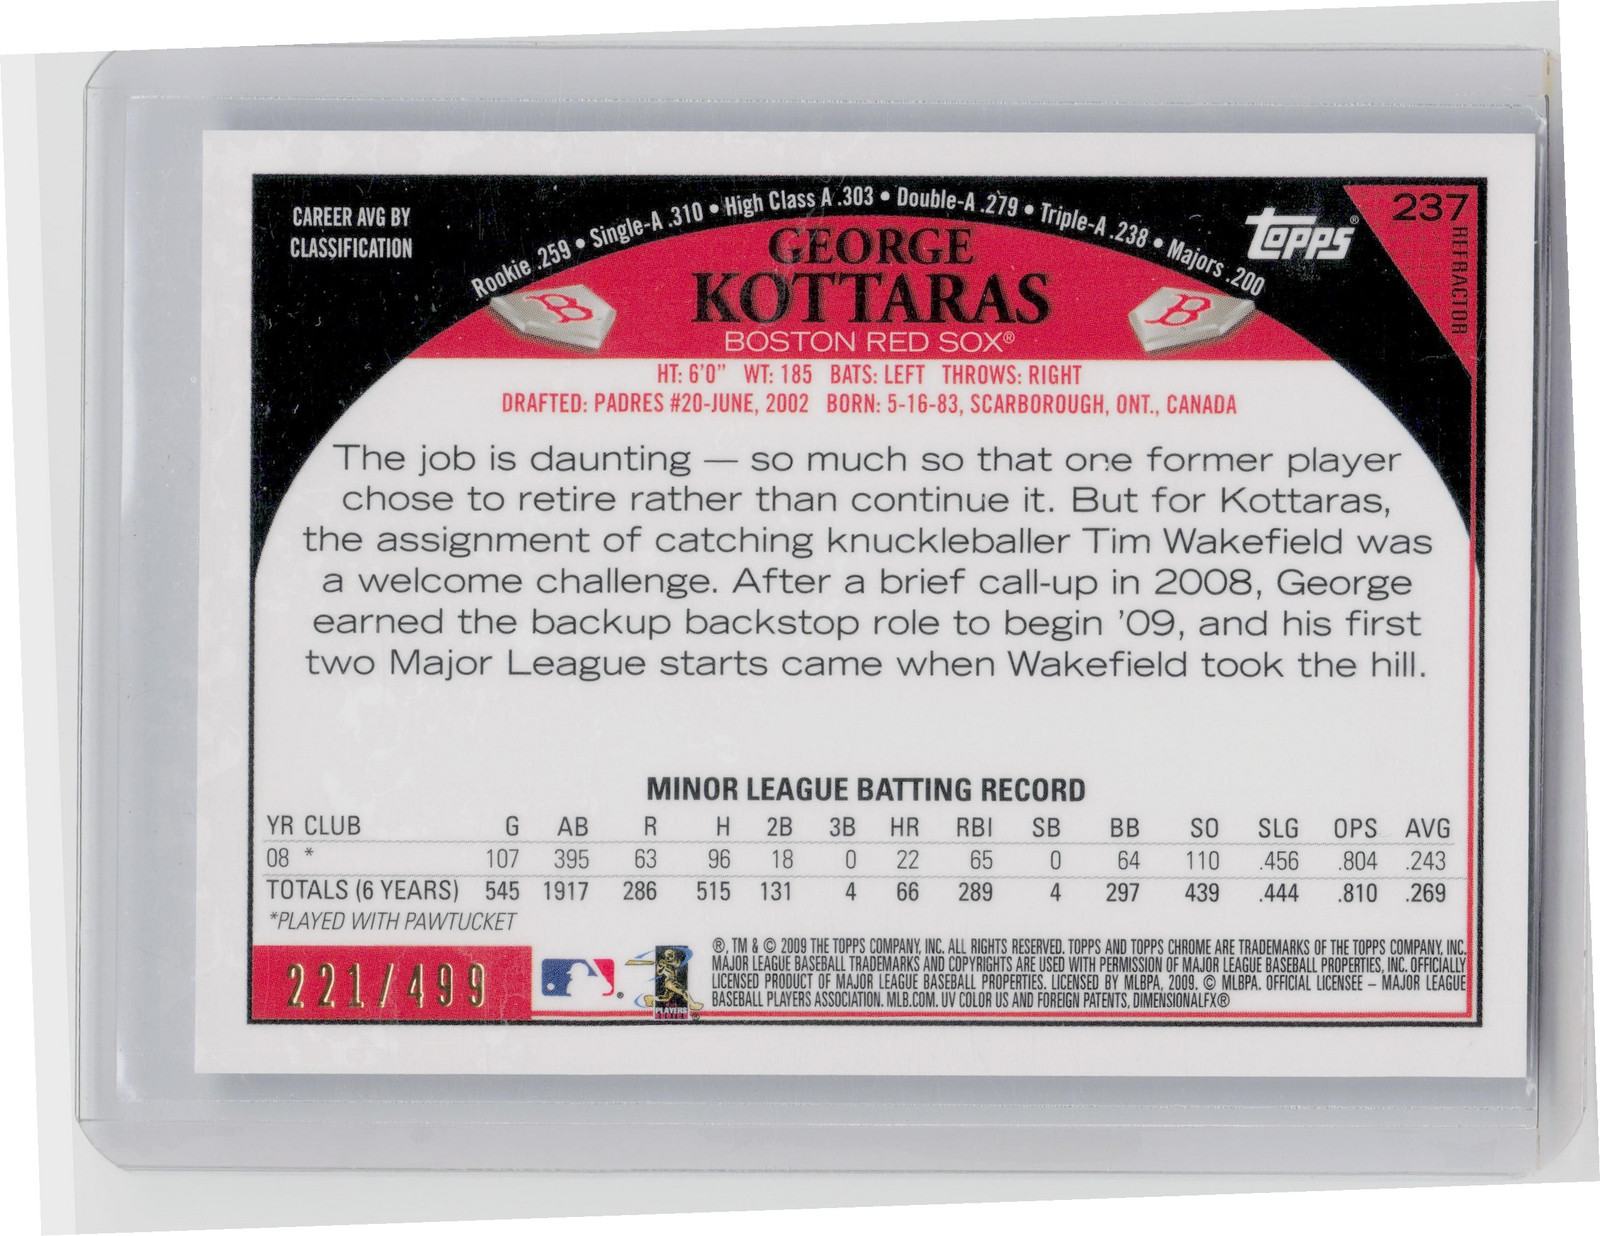 CAREER AVG BY
CLASSIFICATION
Rookie .259 • Single-A .310 • High Class A .303 • Double-A .279 • Triple-A .238 • Majors .200
topps®
237
REFRACTOR
GEORGE
KOTTARAS
B B
BOSTON RED SOX®
HT: 6'0" WT: 185 BATS: LEFT THROWS: RIGHT
DRAFTED: PADRES #20-JUNE, 2002 BORN: 5-16-83, SCARBOROUGH, ONT., CANADA
The job is daunting — so much so that one former player
chose to retire rather than continue it. But for Kottaras,
the assignment of catching knuckleballer Tim Wakefield was
a welcome challenge. After a brief call-up in 2008, George
earned the backup backstop role to begin '09, and his first
two Major League starts came when Wakefield took the hill.
MINOR LEAGUE BATTING RECORD
YR CLUB G AB R H 2B 3B HR RBI SB BB SO SLG OPS AVG
08 * 107 395 63 96 18 0 22 65 0 64 110 .456 .804 .243
TOTALS (6 YEARS) 545 1917 286 515 131 4 66 289 4 297 439 .444 .810 .269
*PLAYED WITH PAWTUCKET
221/499
PLAYERS
CHOICE
®, TM & © 2009 THE TOPPS COMPANY, INC. ALL RIGHTS RESERVED. TOPPS AND TOPPS CHROME ARE TRADEMARKS OF THE TOPPS COMPANY, INC.
MAJOR LEAGUE BASEBALL TRADEMARKS AND COPYRIGHTS ARE USED WITH PERMISSION OF MAJOR LEAGUE BASEBALL PROPERTIES, INC. OFFICIALLY
LICENSED PRODUCT OF MAJOR LEAGUE BASEBALL PROPERTIES. LICENSED BY MLBPA, 2009. © MLBPA. OFFICIAL LICENSEE – MAJOR LEAGUE
BASEBALL PLAYERS ASSOCIATION. MLB.COM. UV COLOR US AND FOREIGN PATENTS, DIMENSIONALFX®